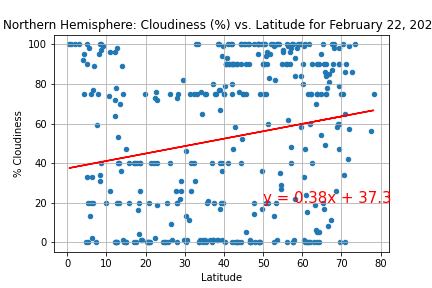 Northern Hemisphere: Cloudiness (%) vs. Latitude for February 22, 202
100
80
60
40
20
0
% Cloudiness
y = 0.38x + 37.3
0 10 20 30 40 50 60 70 80
Latitude